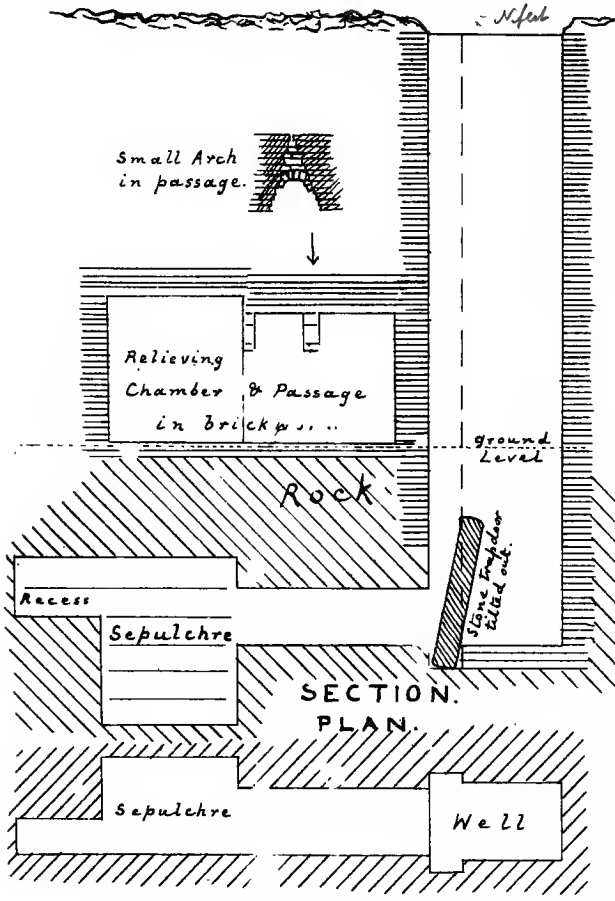 N feet
Small Arch
in passage.
Relieving
Chamber & Passage
in brick
ground
Level
Rock
Stone trapdoor
tilted out.
Recess
Sepulchre
SECTION.
PLAN.
Sepulchre
Well